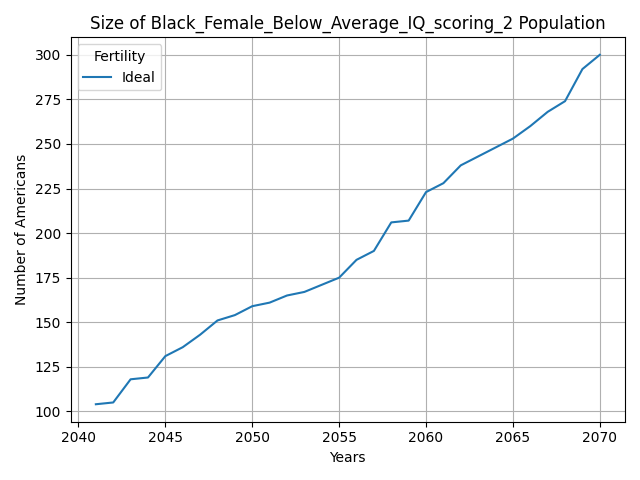 Size of Black_Female_Below_Average_IQ_scoring_2 Population
Fertility
Ideal
Number of Americans
300
275
250
225
200
175
150
125
100
2040 2045 2050 2055 2060 2065 2070
Years